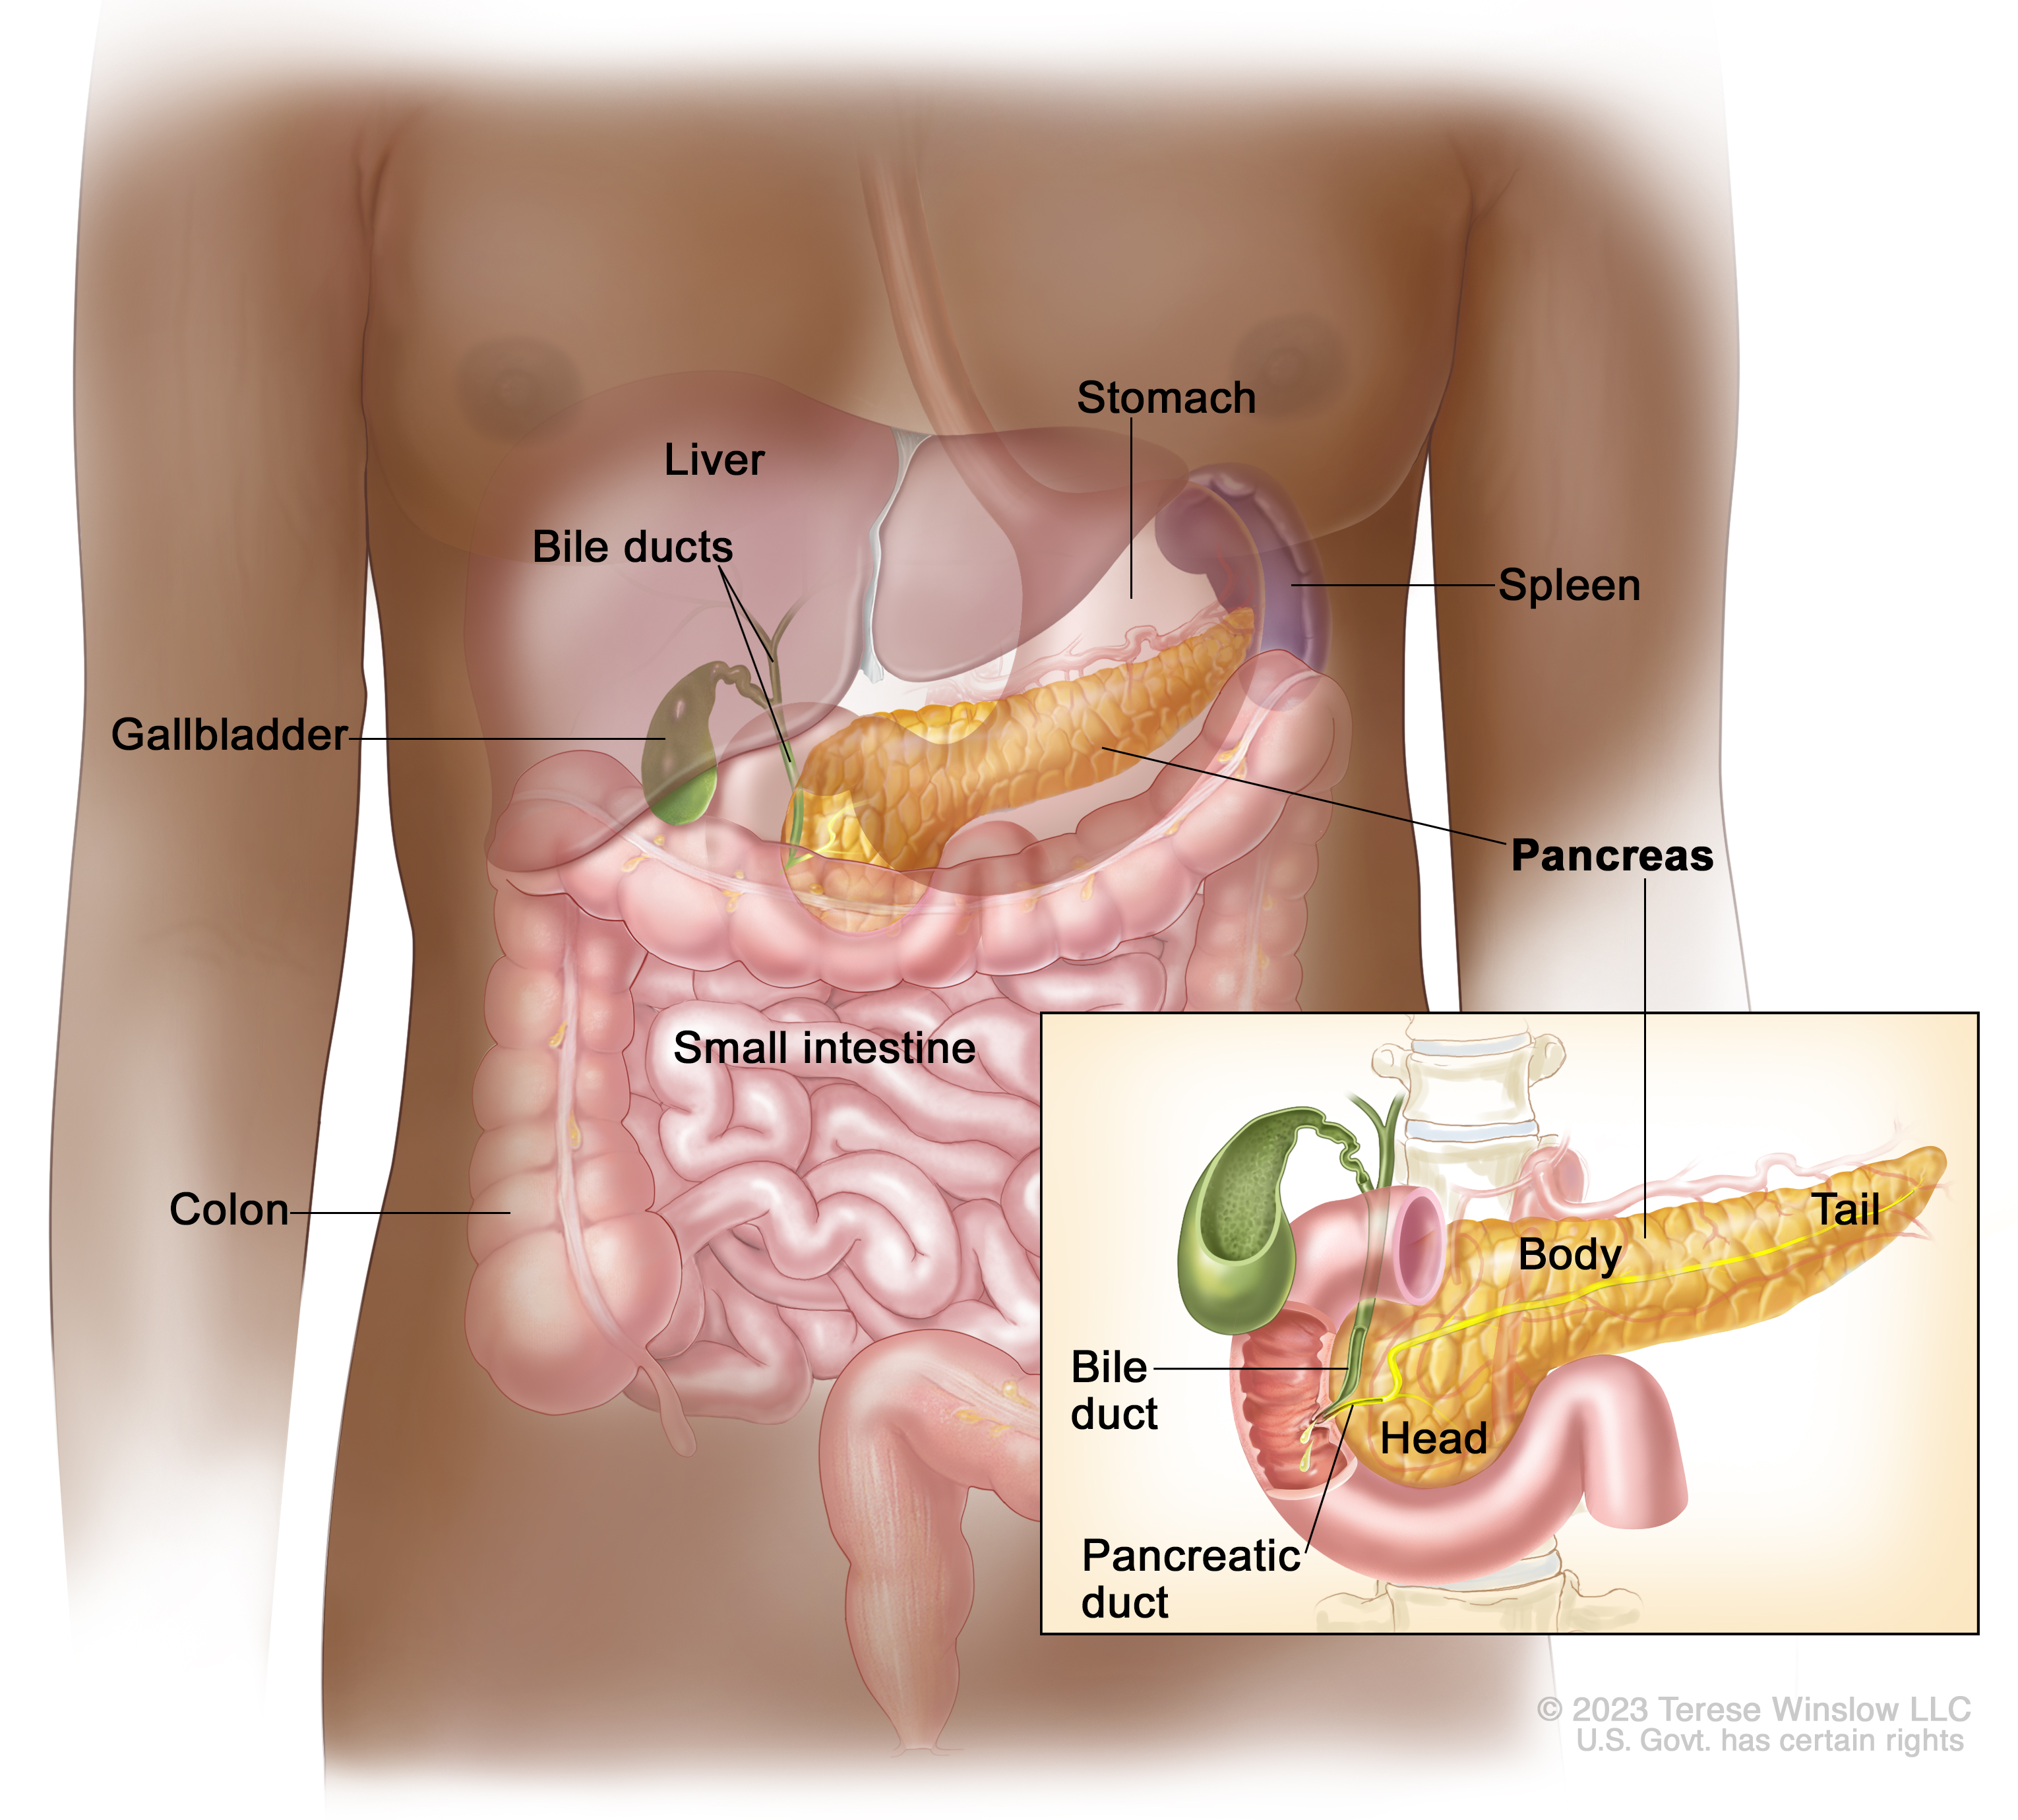 Stomach
Liver
Bile ducts
Spleen
Gallbladder
Pancreas
Small intestine
Colon
Tail
Body
Bile
duct
Head
Pancreatic
duct
© 2023 Terese Winslow LLC
U.S. Govt. has certain rights